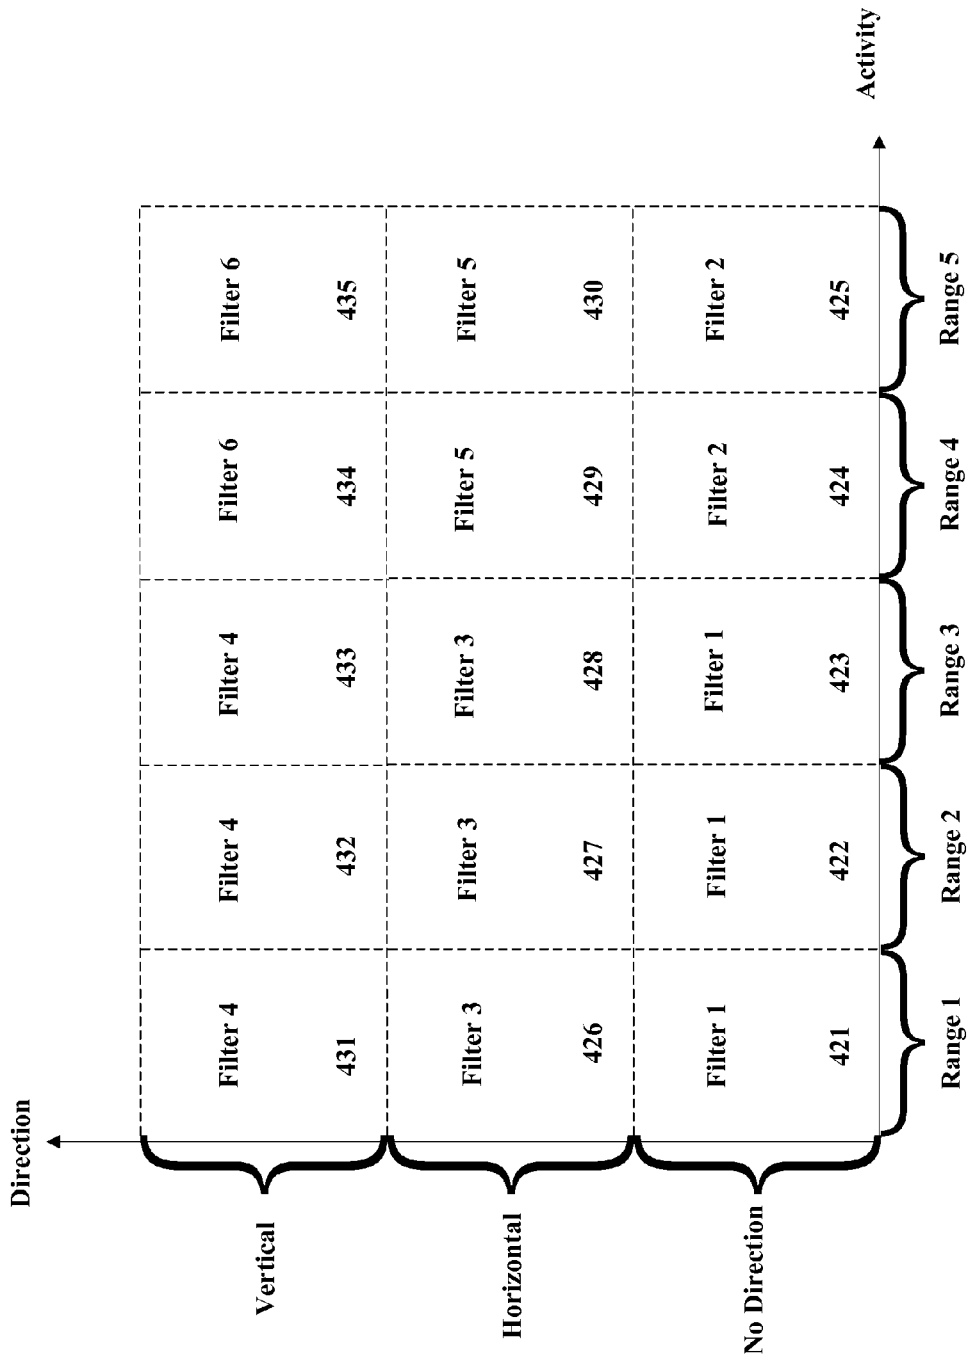 Direction
Vertical
Filter 4
431
Filter 4
432
Filter 4
433
Filter 6
434
Filter 6
435
Horizontal
Filter 3
426
Filter 3
427
Filter 3
428
Filter 5
429
Filter 5
430
No Direction
Filter 1
421
Filter 1
422
Filter 1
423
Filter 2
424
Filter 2
425
Activity
Range 1
Range 2
Range 3
Range 4
Range 5